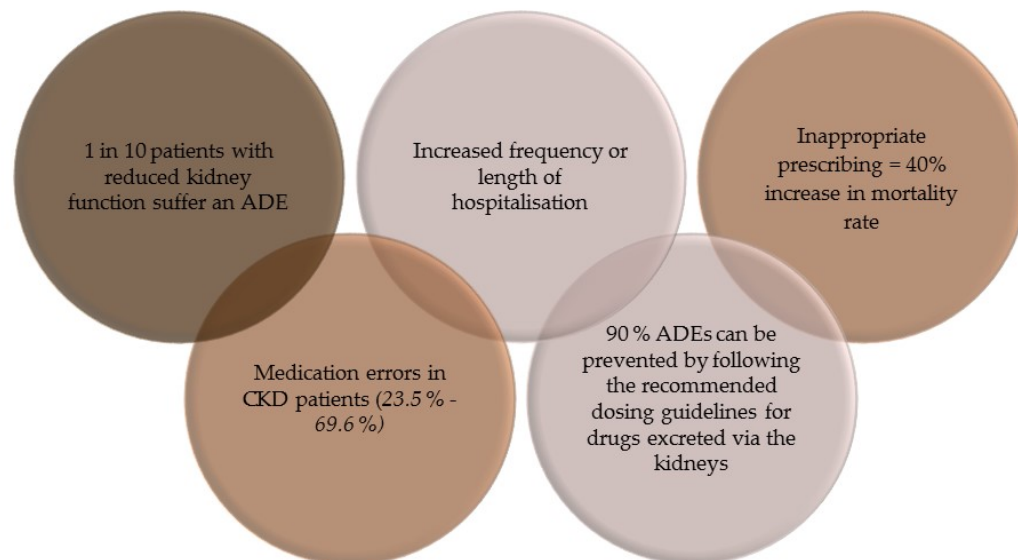 1 in 10 patients with
reduced kidney
function suffer an ADE
Increased frequency or
length of
hospitalisation
Inappropriate
prescribing = 40%
increase in mortality
rate
Medication errors in
CKD patients (23.5 % -
69.6 %)
90 % ADEs can be
prevented by following
the recommended
dosing guidelines for
drugs excreted via the
kidneys